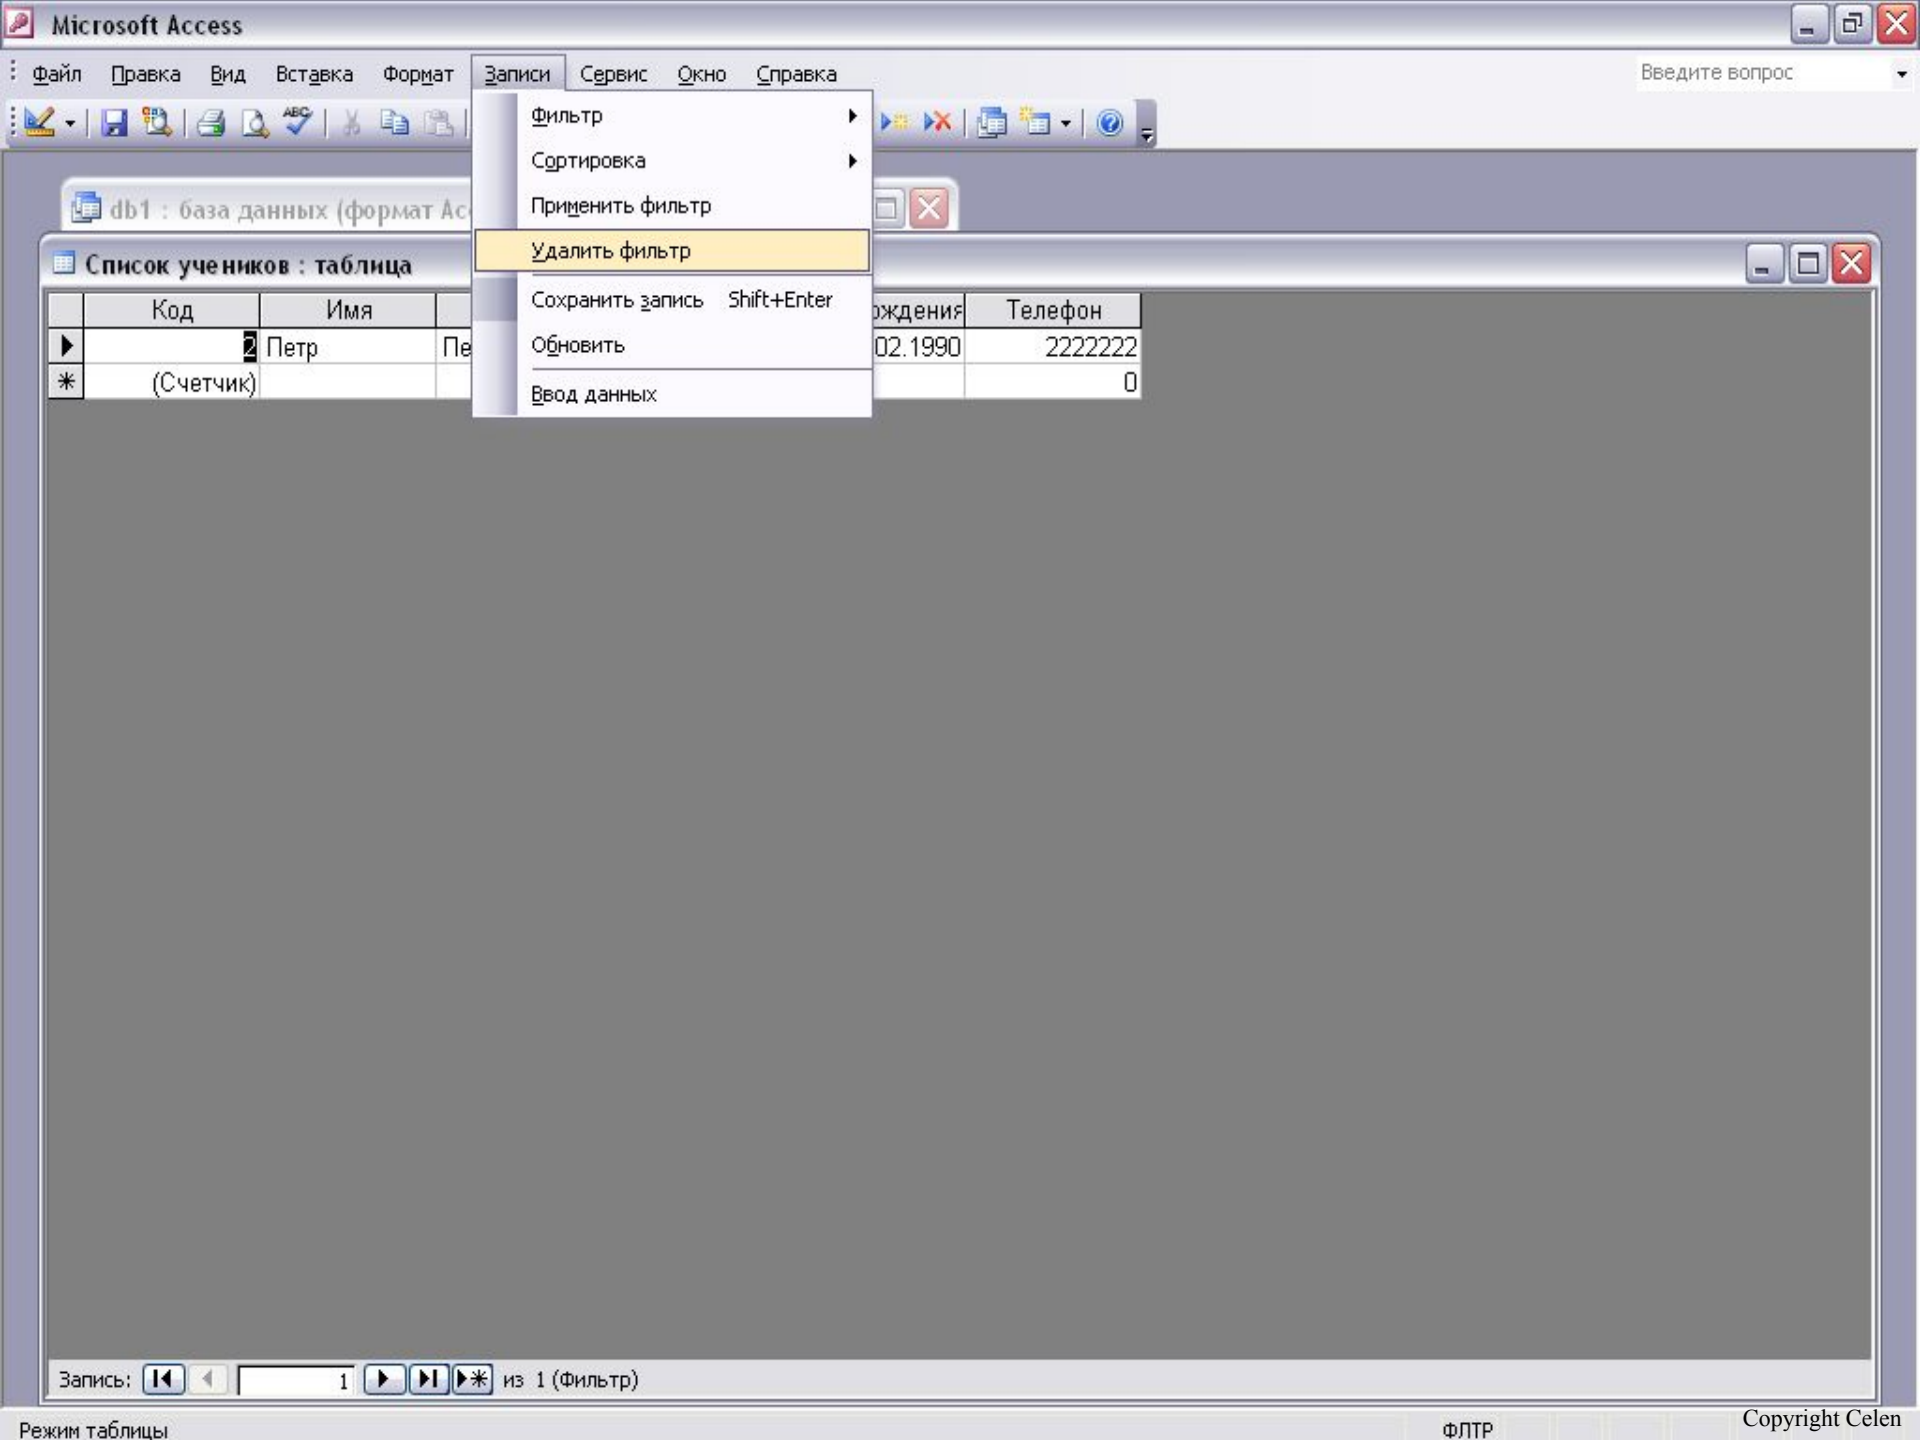 Microsoft Access
Файл Правка Вид Вставка Формат Записи Сервис Окно Справка Введите вопрос
Фильтр
Сортировка
Применить фильтр
Удалить фильтр
Сохранить запись Shift+Enter
Обновить
Ввод данных
db1 : база данных (формат Ac
Список учеников : таблица
Код Имя ождения Телефон
2 Петр Пе 02.1990 2222222
(Счетчик) 0
Запись: 1 из 1 (Фильтр)
Режим таблицы ФЛТР
Copyright Celen